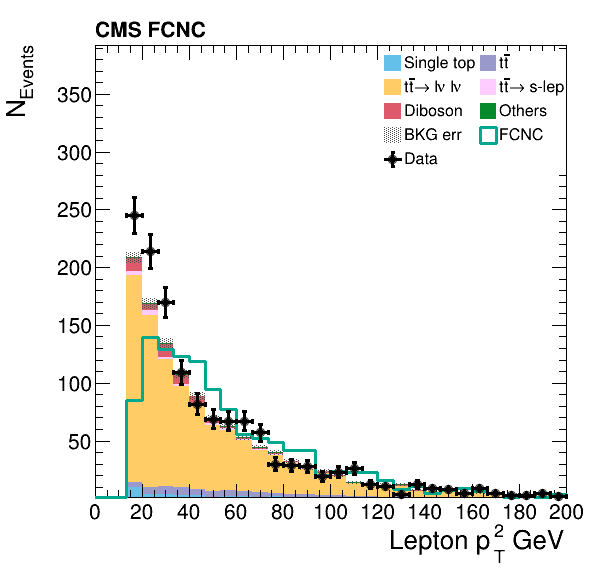 CMS FCNC
N_Events
350
300
250
200
150
100
50
Single top tt̄
tt̄→ lν lν tt̄→ s-lep
Diboson Others
BKG err FCNC
Data
0 20 40 60 80 100 120 140 160 180 200
Lepton p_T^2 GeV